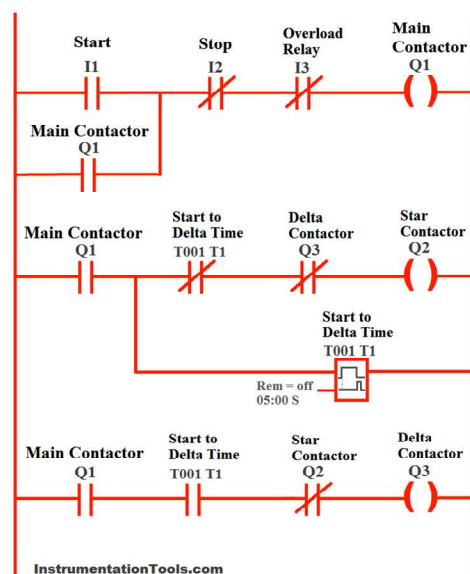 Start
I1
Stop
I2
Overload
Relay
I3
Main
Contactor
Q1
Main Contactor
Q1
Main Contactor
Q1
Start to
Delta Time
T001 T1
Delta
Contactor
Q3
Star
Contactor
Q2
Start to
Delta Time
T001 T1
Rem = off
05:00 S
Main Contactor
Q1
Start to
Delta Time
T001 T1
Star
Contactor
Q2
Delta
Contactor
Q3
InstrumentationTools.com